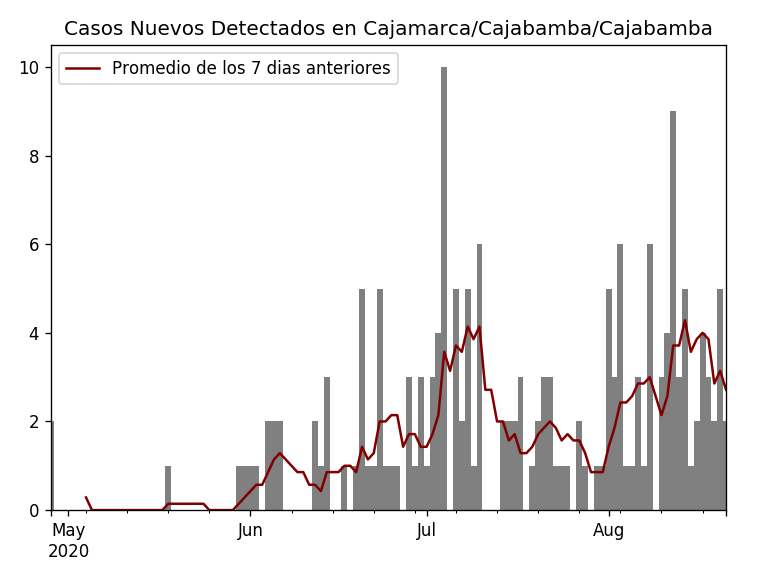 Casos Nuevos Detectados en Cajamarca/Cajabamba/Cajabamba
Promedio de los 7 dias anteriores
10
8
6
4
2
0
May Jun Jul Aug
2020